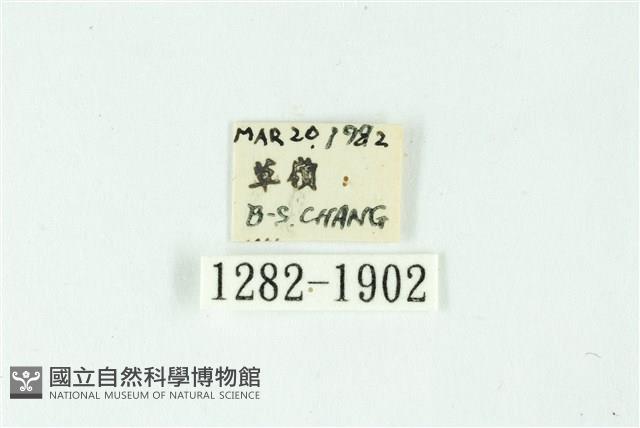 MAR 20. 1982
草嶺
B-S. CHANG
1282-1902
國立自然科學博物館
NATIONAL MUSEUM OF NATURAL SCIENCE